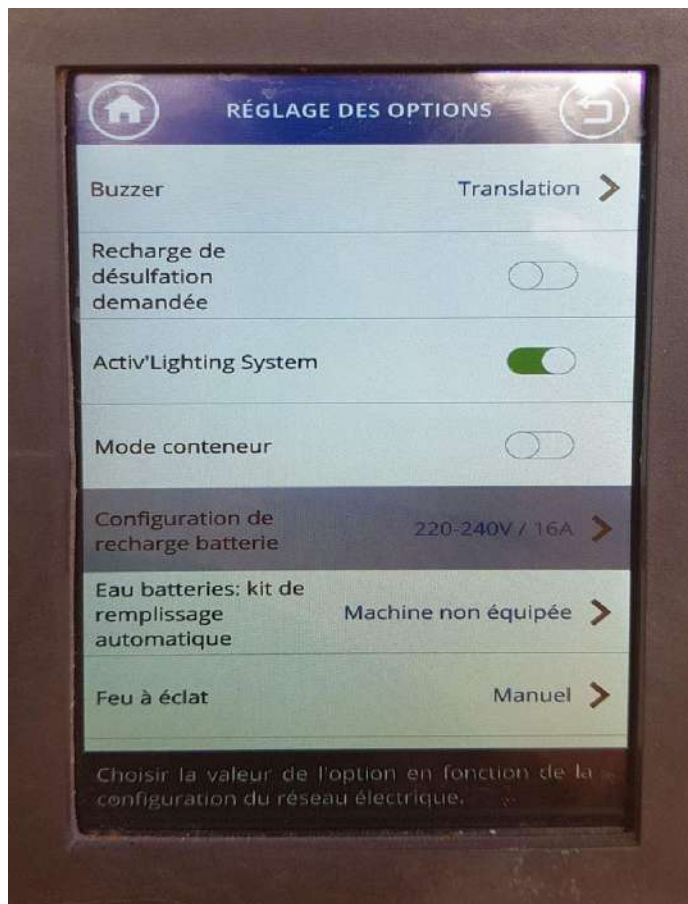 RÉGLAGE DES OPTIONS
Buzzer Translation
Recharge de
désulfation
demandée
Activ'Lighting System
Mode conteneur
Configuration de
recharge batterie
220-240V / 16A
Eau batteries: kit de
remplissage
automatique
Machine non équipée
Feu à éclat Manuel
Choisir la valeur de l'option en fonction de la
configuration du réseau électrique.